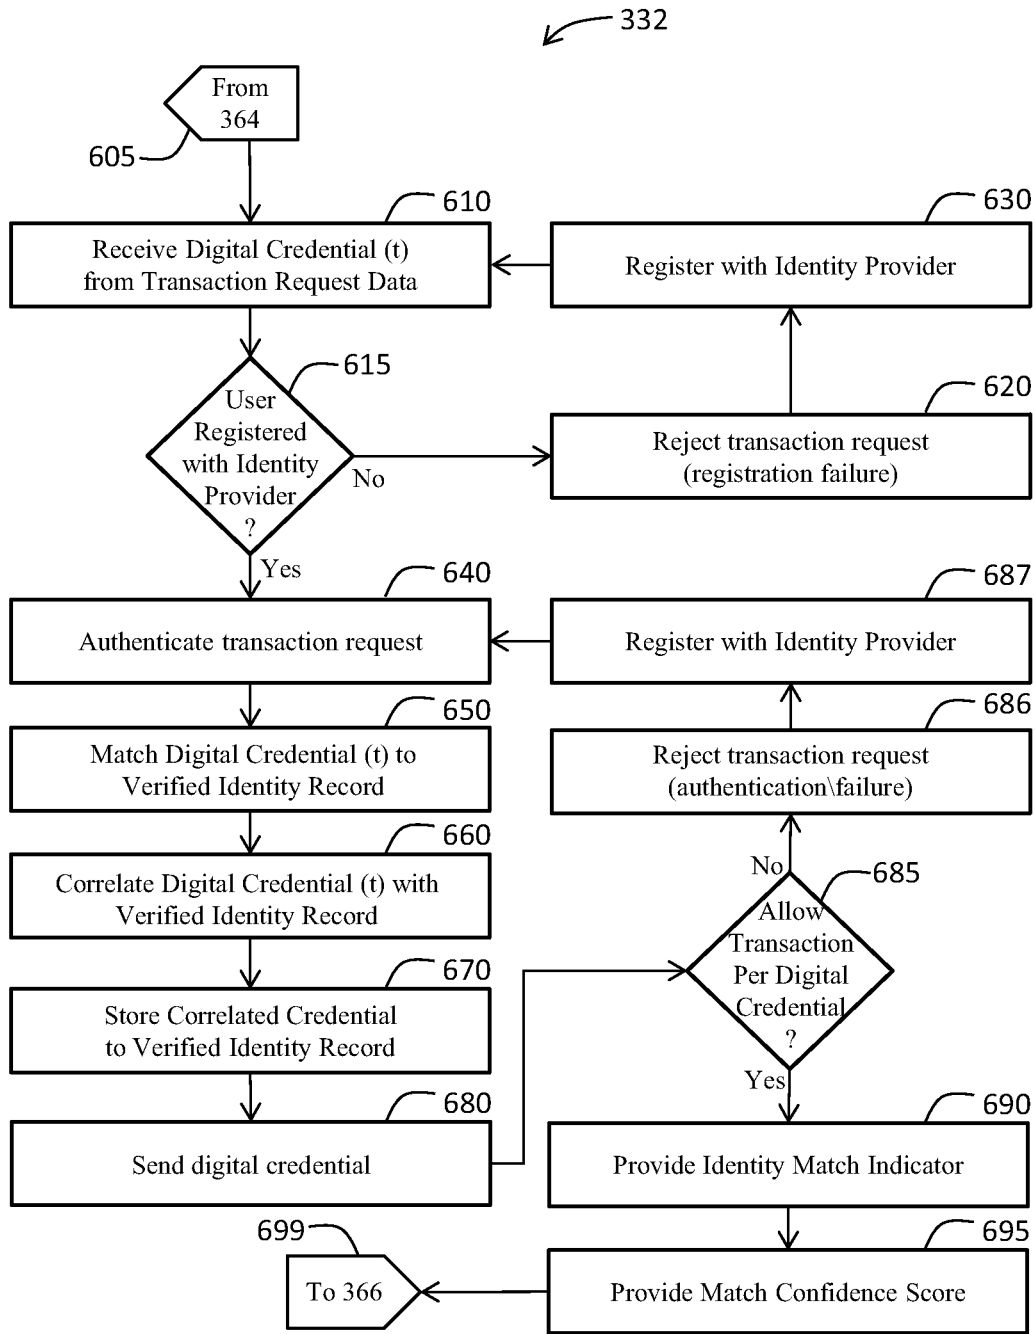 332
From
364
605
610
Receive Digital Credential (t)
from Transaction Request Data
630
Register with Identity Provider
615
User
Registered
with Identity
Provider
?
No
Yes
620
Reject transaction request
(registration failure)
640
Authenticate transaction request
687
Register with Identity Provider
650
Match Digital Credential (t) to
Verified Identity Record
686
Reject transaction request
(authentication\failure)
660
Correlate Digital Credential (t) with
Verified Identity Record
No
685
Allow
Transaction
Per Digital
Credential
?
Yes
670
Store Correlated Credential
to Verified Identity Record
680
Send digital credential
690
Provide Identity Match Indicator
695
Provide Match Confidence Score
699
To 366